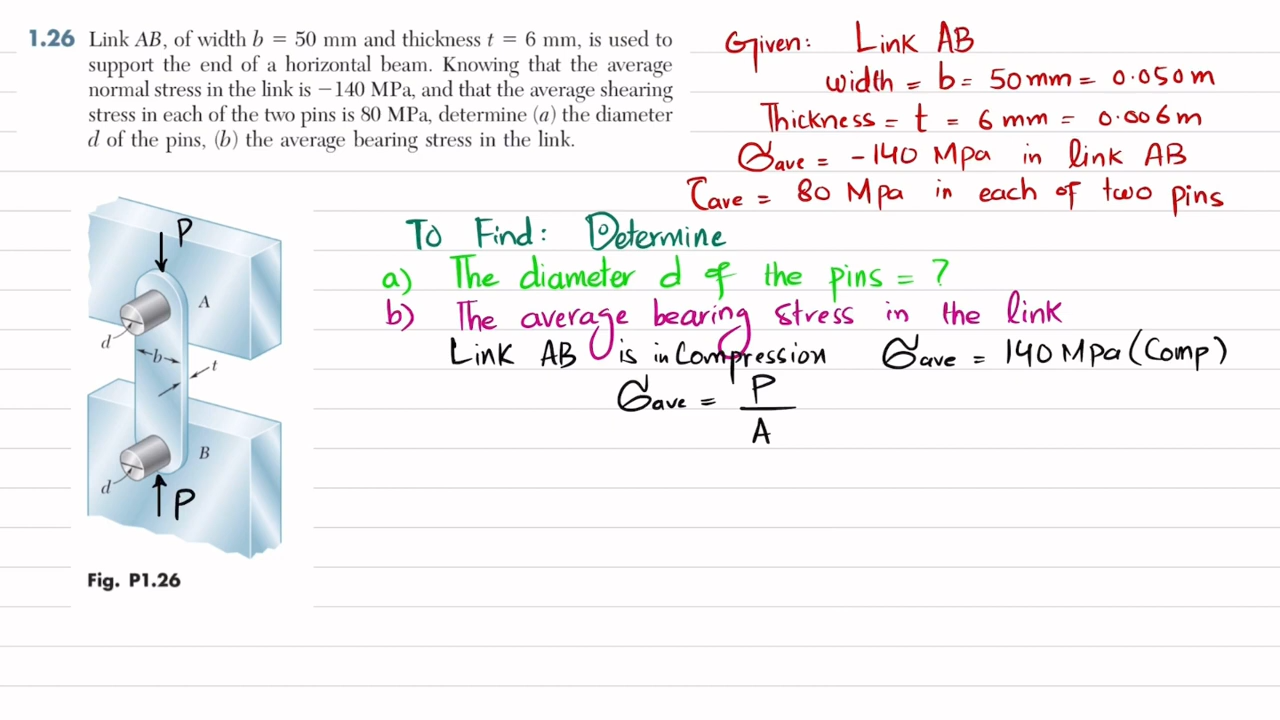 1.26 Link AB, of width b = 50 mm and thickness t = 6 mm, is used to
support the end of a horizontal beam. Knowing that the average
normal stress in the link is −140 MPa, and that the average shearing
stress in each of the two pins is 80 MPa, determine (a) the diameter
d of the pins, (b) the average bearing stress in the link.
Given: Link AB
width = b = 50mm = 0.050m
Thickness = t = 6 mm = 0.006m
σave = -140 Mpa in link AB
τave = 80 Mpa in each of two pins
To Find: Determine
a) The diameter d of the pins = ?
b) The average bearing stress in the link
Link AB is in Compression σave = 140 Mpa (Comp)
σave = P
A
P
A
d
b
t
B
d
P
Fig. P1.26